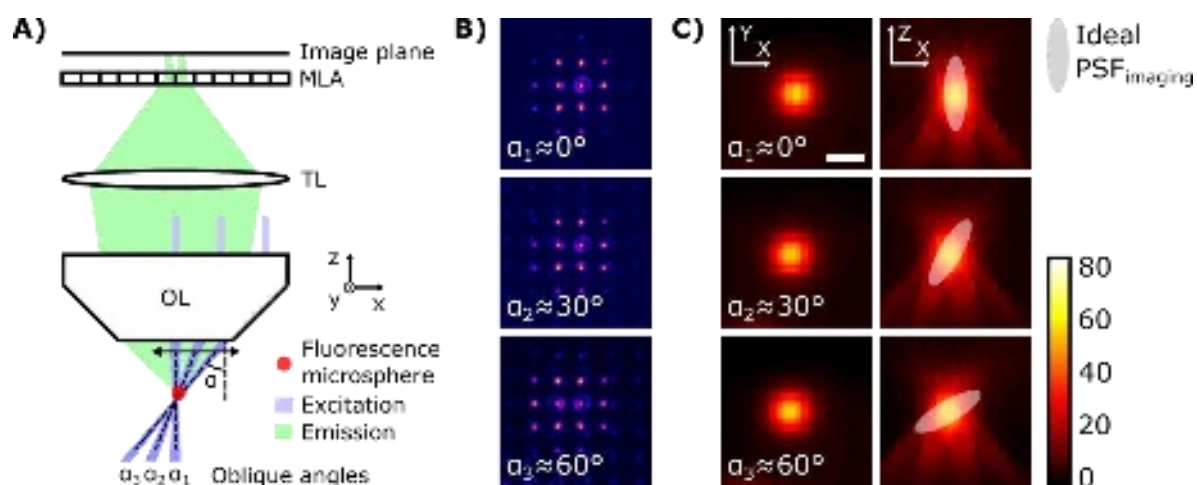 A)
Image plane
MLA
TL
OL
z
y
x
α
Fluorescence
microsphere
Excitation
Emission
α₃ α₂ α₁ Oblique angles
B)
α₁≈0°
α₂≈30°
α₃≈60°
C)
Y
X
Z
X
α₁≈0°
α₂≈30°
α₃≈60°
Ideal
PSFimaging
80
60
40
20
0